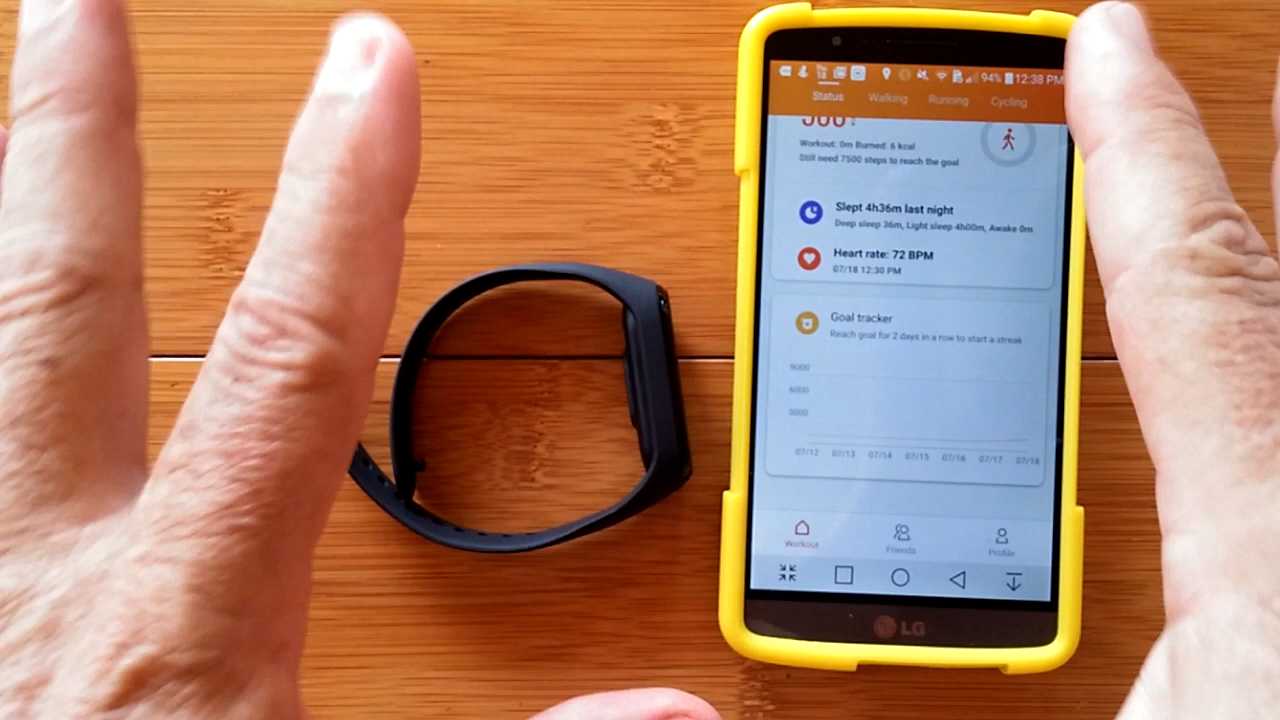 94% 12:38 PM
Status Walking Running Cycling
Workout: 0m Burned: 6 kcal
Still need 7500 steps to reach the goal
Slept 4h36m last night
Deep sleep 36m, Light sleep 4h00m, Awake 0m
Heart rate: 72 BPM
07/18 12:30 PM
Goal tracker
Reach goal for 2 days in a row to start a streak
9000
6000
3000
07/12 07/13 07/14 07/15 07/16 07/17 07/18
Workout Friends Profile
LG